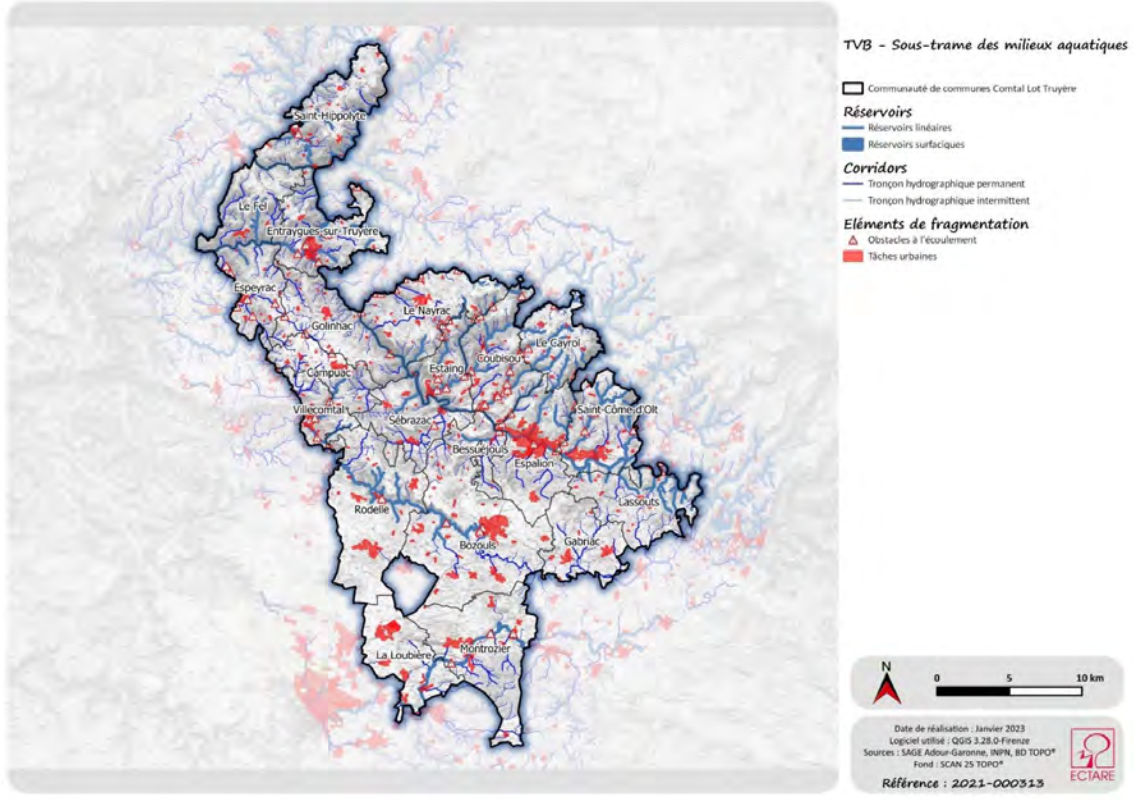 TVB - Sous-trame des milieux aquatiques
Communauté de communes Comtal Lot Truyère
Réservoirs
Réservoirs linéaires
Réservoirs surfaciques
Corridors
Tronçon hydrographique permanent
Tronçon hydrographique intermittent
Eléments de fragmentation
Obstacles à l'écoulement
Tâches urbaines
Saint-Hippolyte
Le Fel
Entraygues-sur-Truyère
Espeyrac
Golinhac
Le Nayrac
Le Cayrol
Coubisou
Estaing
Campuac
Villecomtal
Sébrazac
Saint-Côme-d'Olt
Bessuéjouls
Espalion
Lassouts
Rodelle
Bozouls
Gabriac
La Loubière
Montrozier
N
0 5 10 km
Date de réalisation : Janvier 2023
Logiciel utilisé : QGIS 3.28.0-Firenze
Sources : SAGE Adour-Garonne, INPN, BD TOPO®
Fond : SCAN 25 TOPO®
Référence : 2021-000313
ECTARE